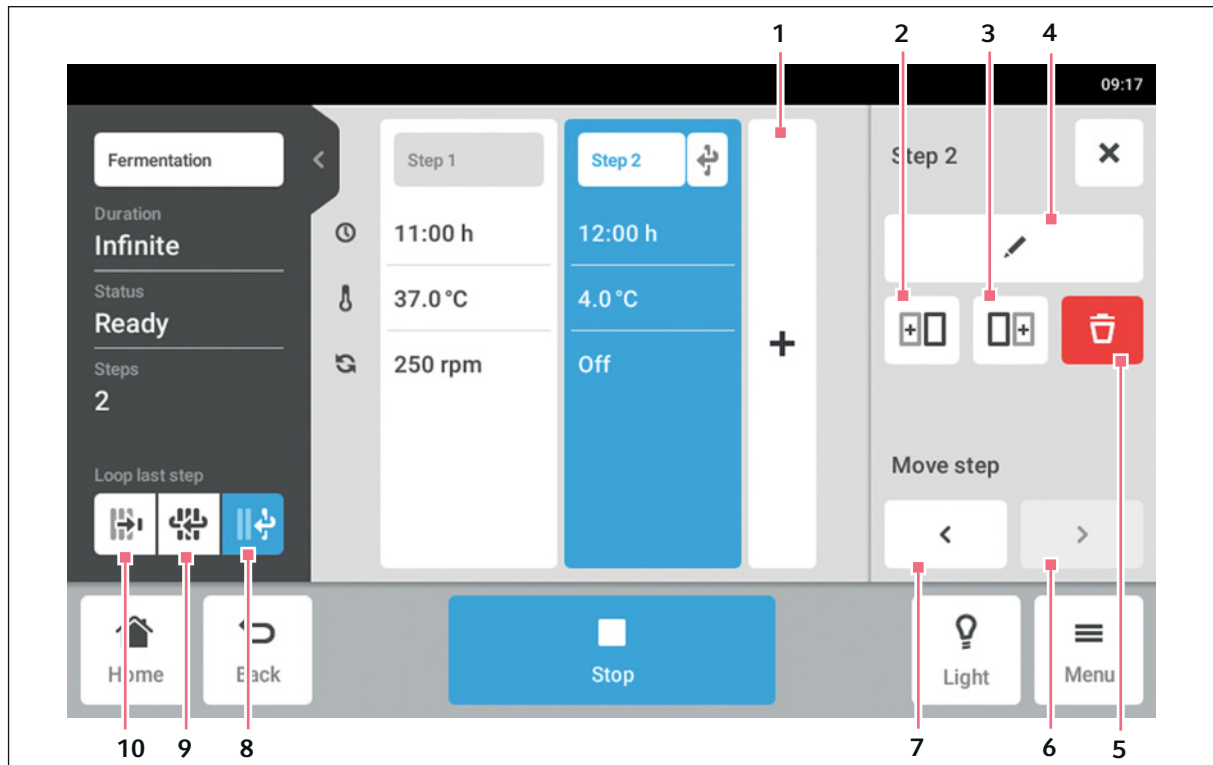 1 2 3 4
09:17
Fermentation
Duration
Infinite
Status
Ready
Steps
2
Loop last step
Step 1
11:00 h
37.0 °C
250 rpm
Step 2
12:00 h
4.0 °C
Off
+
Step 2
Move step
Home
Back
Stop
Light
Menu
10 9 8 7 6 5